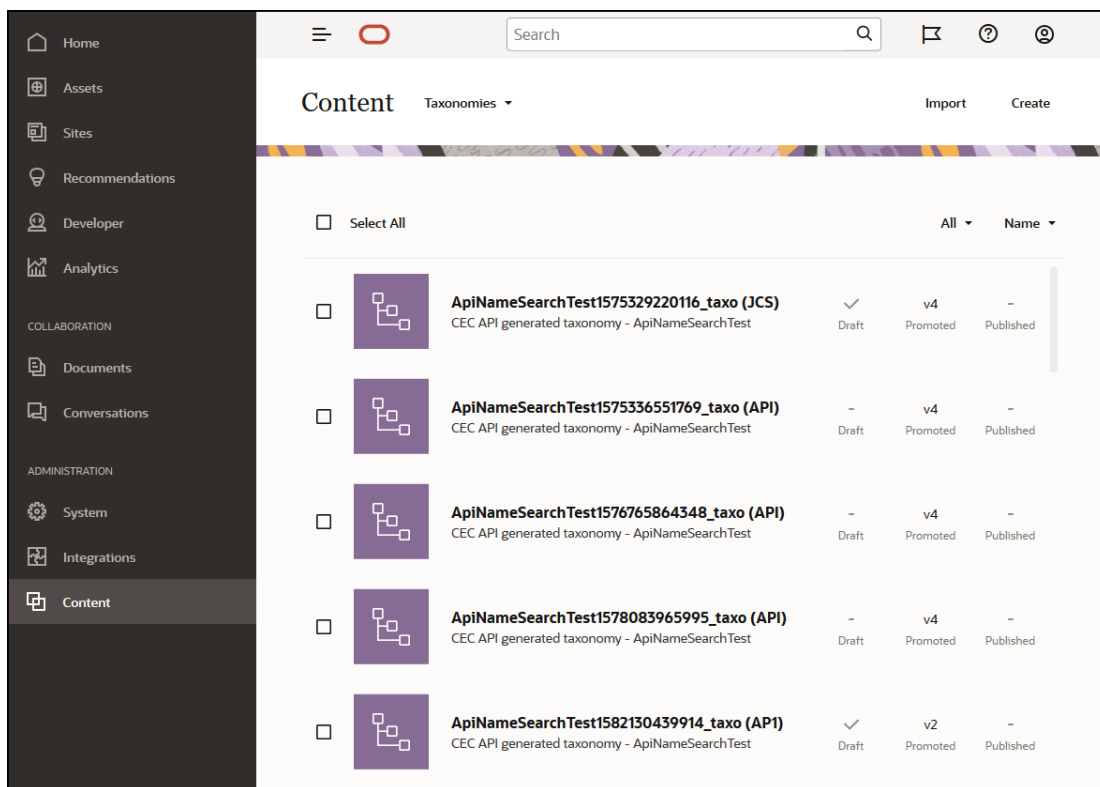 Home
Assets
Sites
Recommendations
Developer
Analytics
COLLABORATION
Documents
Conversations
ADMINISTRATION
System
Integrations
Content
Search
Content Taxonomies Import Create
Select All All Name
ApiNameSearchTest1575329220116_taxo (JCS)
CEC API generated taxonomy - ApiNameSearchTest
v4 -
Draft Promoted Published
ApiNameSearchTest1575336551769_taxo (API)
CEC API generated taxonomy - ApiNameSearchTest
- v4 -
Draft Promoted Published
ApiNameSearchTest1576765864348_taxo (API)
CEC API generated taxonomy - ApiNameSearchTest
- v4 -
Draft Promoted Published
ApiNameSearchTest1578083965995_taxo (API)
CEC API generated taxonomy - ApiNameSearchTest
- v4 -
Draft Promoted Published
ApiNameSearchTest1582130439914_taxo (AP1)
CEC API generated taxonomy - ApiNameSearchTest
v2 -
Draft Promoted Published